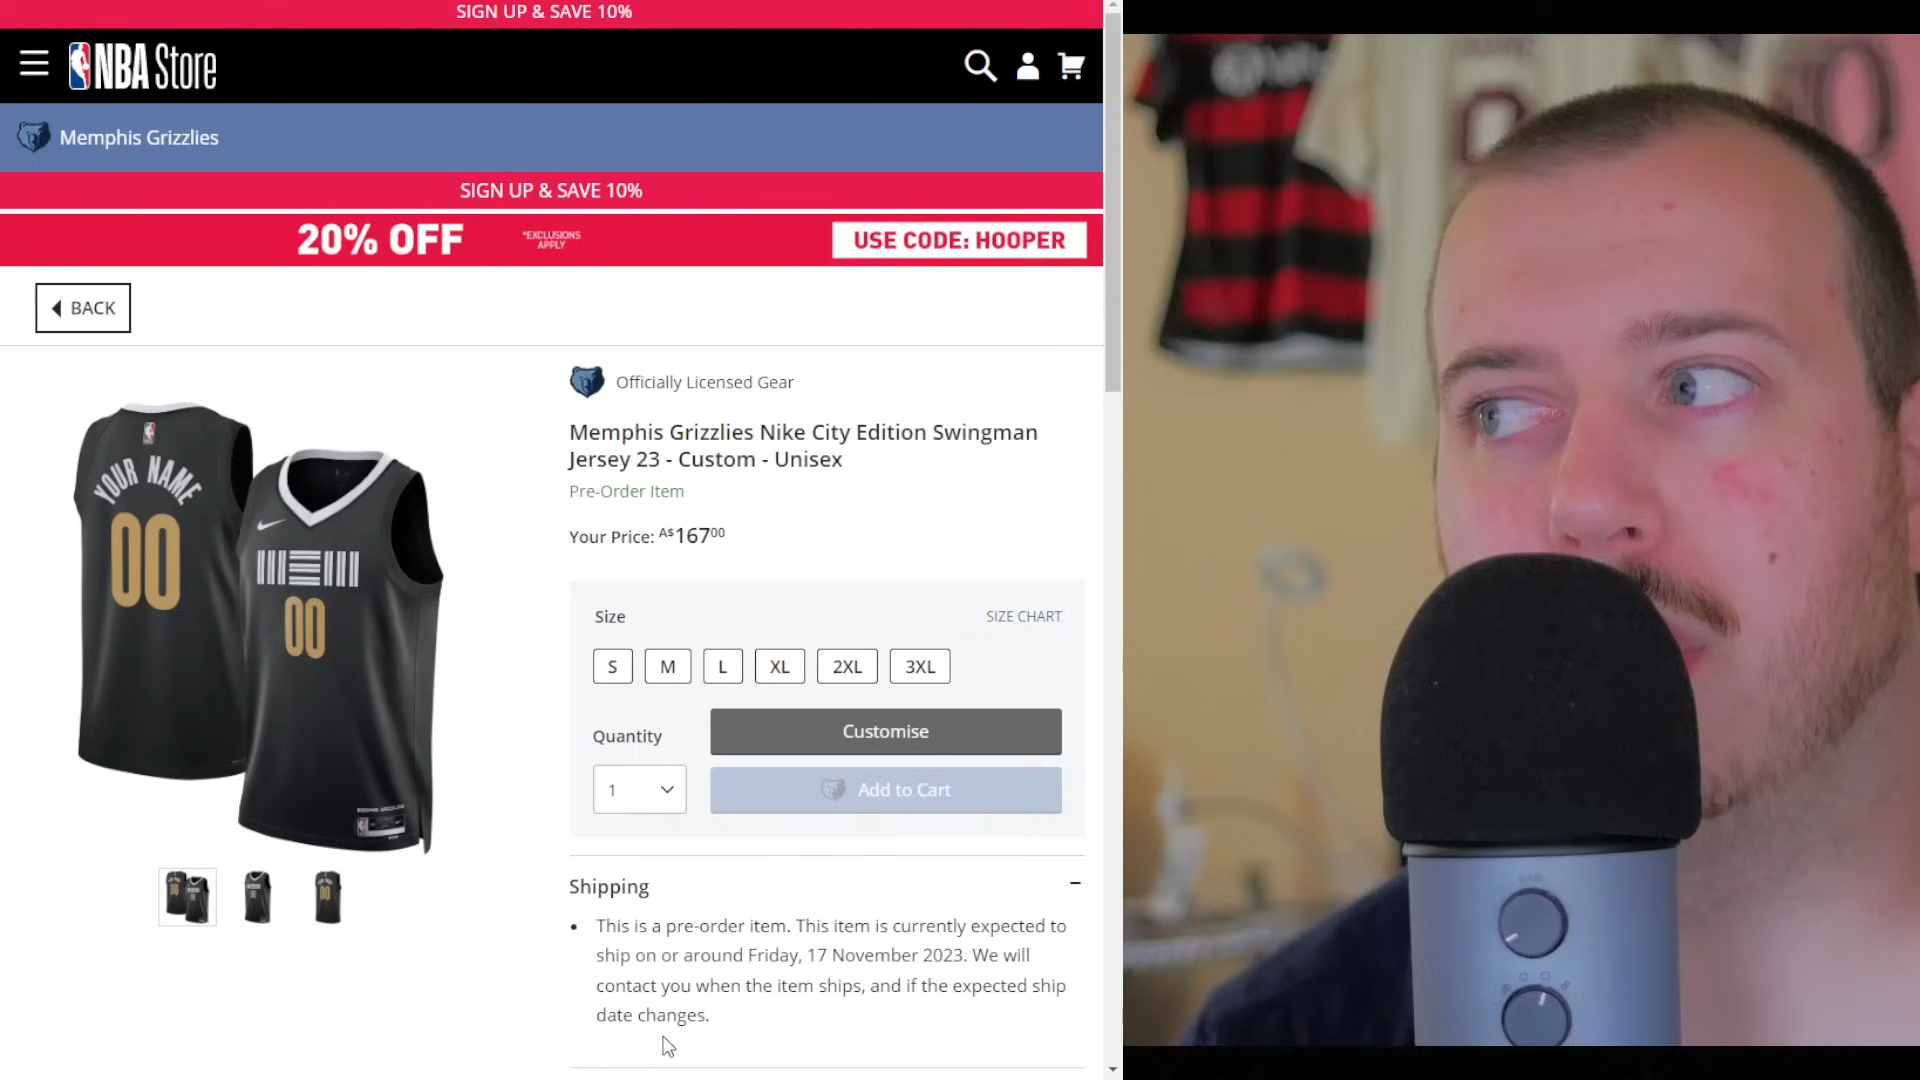 SIGN UP & SAVE 10%
NBA Store
Memphis Grizzlies
SIGN UP & SAVE 10%
20% OFF
*EXCLUSIONS
APPLY
USE CODE: HOOPER
BACK
Officially Licensed Gear
Memphis Grizzlies Nike City Edition Swingman
Jersey 23 - Custom - Unisex
Pre-Order Item
Your Price: A$16700
YOUR NAME
00
00
Size
SIZE CHART
S
M
L
XL
2XL
3XL
Quantity
Customise
1
Add to Cart
Shipping
• This is a pre-order item. This item is currently expected to
ship on or around Friday, 17 November 2023. We will
contact you when the item ships, and if the expected ship
date changes.